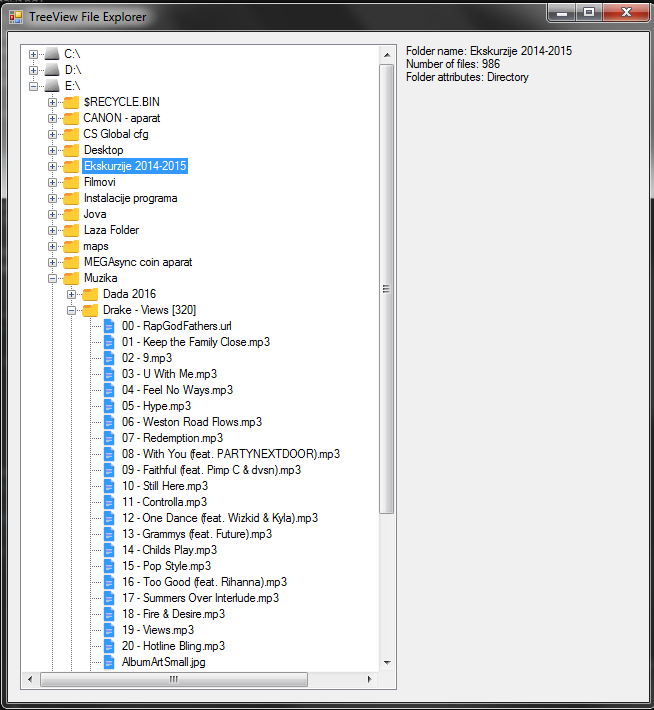 TreeView File Explorer
C:\
D:\
E:\
$RECYCLE.BIN
CANON - aparat
CS Global cfg
Desktop
Ekskurzije 2014-2015
Filmovi
Instalacije programa
Jova
Laza Folder
maps
MEGAsync coin aparat
Muzika
Dada 2016
Drake - Views [320]
00 - RapGodFathers.url
01 - Keep the Family Close.mp3
02 - 9.mp3
03 - U With Me.mp3
04 - Feel No Ways.mp3
05 - Hype.mp3
06 - Weston Road Flows.mp3
07 - Redemption.mp3
08 - With You (feat. PARTYNEXTDOOR).mp3
09 - Faithful (feat. Pimp C & dvsn).mp3
10 - Still Here.mp3
11 - Controlla.mp3
12 - One Dance (feat. Wizkid & Kyla).mp3
13 - Grammys (feat. Future).mp3
14 - Childs Play.mp3
15 - Pop Style.mp3
16 - Too Good (feat. Rihanna).mp3
17 - Summers Over Interlude.mp3
18 - Fire & Desire.mp3
19 - Views.mp3
20 - Hotline Bling.mp3
AlbumArtSmall.jpg
Folder name: Ekskurzije 2014-2015
Number of files: 986
Folder attributes: Directory